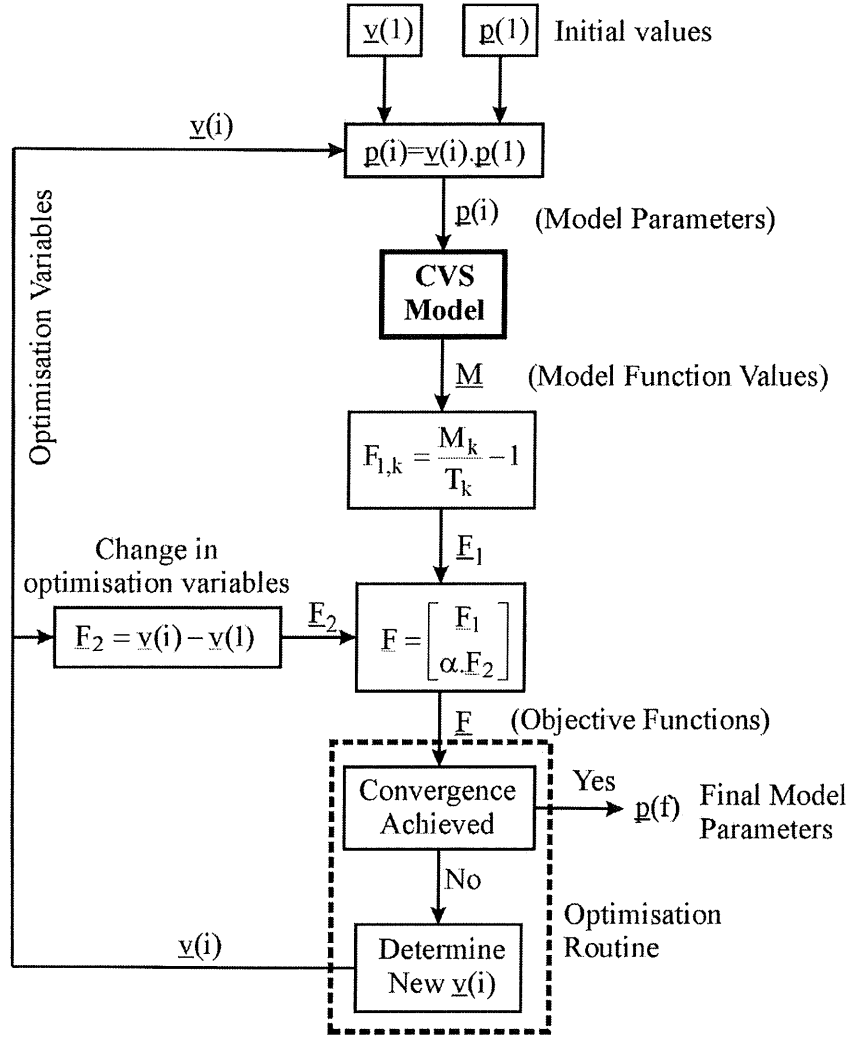 v(1)
p(1)
Initial values
v(i)
p(i)=v(i).p(1)
p(i)
(Model Parameters)
Optimisation Variables
CVS
Model
M
(Model Function Values)
F1,k = Mk/Tk −1
F1
Change in
optimisation variables
F2 = v(i) − v(1)
F2
F = [F1
α.F2]
F
(Objective Functions)
Convergence
Achieved
Yes
p(f)
Final Model
Parameters
No
Optimisation
Routine
v(i)
Determine
New v(i)